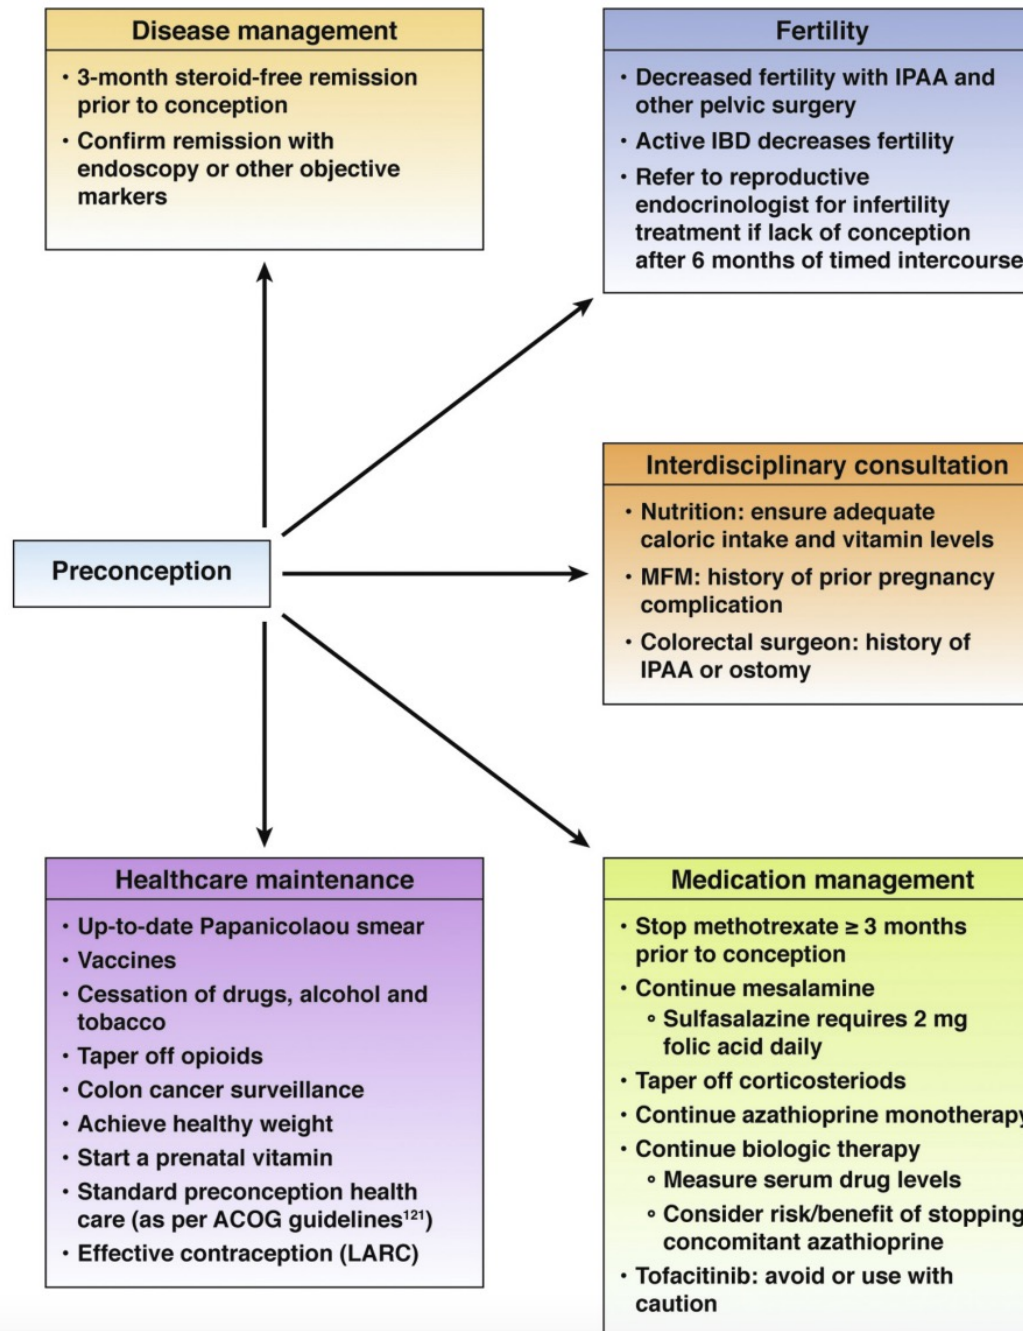 Disease management
• 3-month steroid-free remission
prior to conception
• Confirm remission with
endoscopy or other objective
markers
Fertility
• Decreased fertility with IPAA and
other pelvic surgery
• Active IBD decreases fertility
• Refer to reproductive
endocrinologist for infertility
treatment if lack of conception
after 6 months of timed intercourse
Preconception
Interdisciplinary consultation
• Nutrition: ensure adequate
caloric intake and vitamin levels
• MFM: history of prior pregnancy
complication
• Colorectal surgeon: history of
IPAA or ostomy
Healthcare maintenance
• Up-to-date Papanicolaou smear
• Vaccines
• Cessation of drugs, alcohol and
tobacco
• Taper off opioids
• Colon cancer surveillance
• Achieve healthy weight
• Start a prenatal vitamin
• Standard preconception health
care (as per ACOG guidelines¹²¹)
• Effective contraception (LARC)
Medication management
• Stop methotrexate ≥ 3 months
prior to conception
• Continue mesalamine
∘ Sulfasalazine requires 2 mg
folic acid daily
• Taper off corticosteriods
• Continue azathioprine monotherapy
• Continue biologic therapy
∘ Measure serum drug levels
∘ Consider risk/benefit of stopping
concomitant azathioprine
• Tofacitinib: avoid or use with
caution